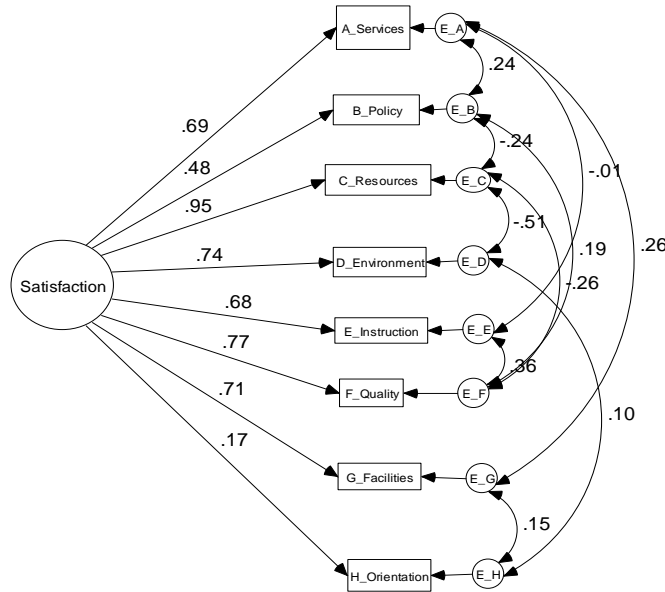 A_Services
E_A
.24
.69
B_Policy
E_B
-.24
.48
-.01
.95
C_Resources
E_C
-.51
.19
.26
.74
D_Environment
E_D
-.26
Satisfaction
.68
E_Instruction
E_E
.36
.77
F_Quality
E_F
.10
.71
G_Facilities
E_G
.17
.15
H_Orientation
E_H